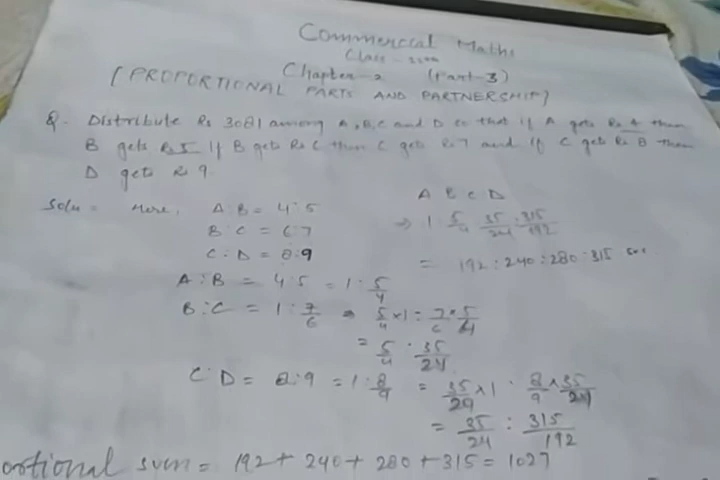 Commercial Maths
Class - 11th
Chapter-2 (Part-3)
[PROPORTIONAL PARTS AND PARTNERSHIP]
Q- Distribute Rs 3081 among A, B, C and D so that if A gets Rs 4 then
B gets Rs 5 If B gets Rs 6 then C gets Rs 7 and if C gets Rs 8 then
D gets Rs 9.
Solu = Here, A:B = 4:5
B:C = 6:7
C:D = 8:9
A B C D
⇒ 1 5/4 35/24 : 315/192
= 192:240:280:315
A:B = 4:5 = 1:5/4
B:C = 1:7/6 ⇒ 5/4×1 : 7/6×5/4
= 5/4 : 35/24
C:D = 8:9 = 1:8/9 = 35/29×1 : 8/9×35/24
= 35/24 : 315/192
ortional sum = 192+240+280+315=1027